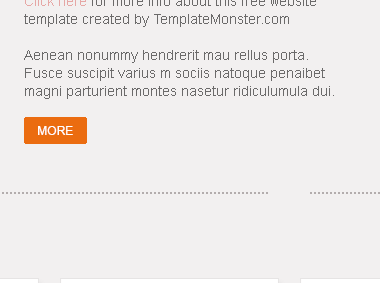 Click here for more info about this free website
template created by TemplateMonster.com
Aenean nonummy hendrerit mau rellus porta.
Fusce suscipit varius m sociis natoque penaibet
magni parturient montes nasetur ridiculumula dui.
MORE